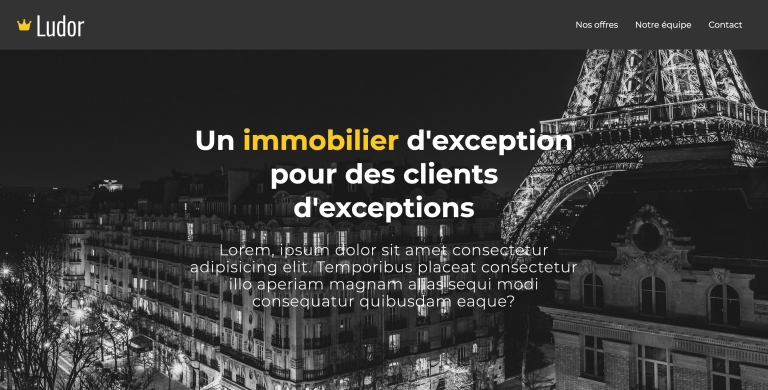 Ludor
Nos offres
Notre équipe
Contact
Un immobilier d'exception
pour des clients
d'exceptions
Lorem, ipsum dolor sit amet consectetur
adipisicing elit. Temporibus placeat consectetur
illo aperiam magnam alias sequi modi
consequatur quibusdam eaque?